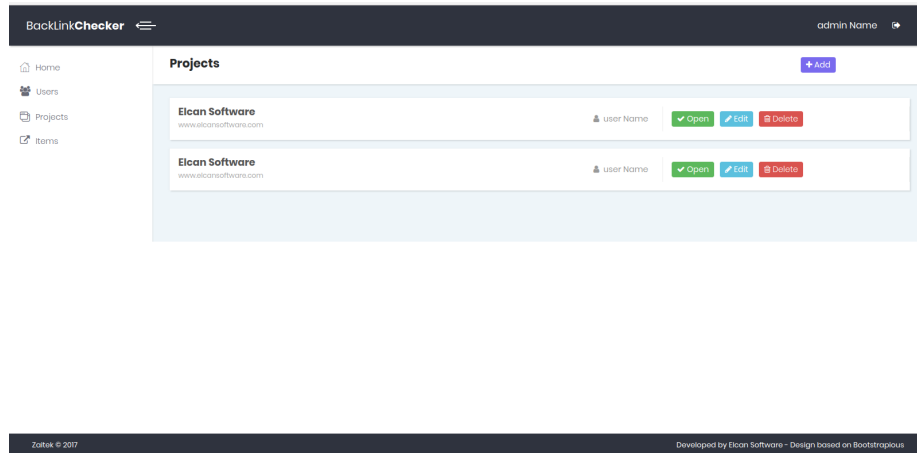 BackLinkChecker
admin Name
Home
Users
Projects
Items
Projects
+ Add
Elcan Software
www.elcansoftware.com
user Name
Open
Edit
Delete
Elcan Software
www.elcansoftware.com
user Name
Open
Edit
Delete
Zaitek © 2017
Developed by Elcan Software - Design based on Bootstrapious